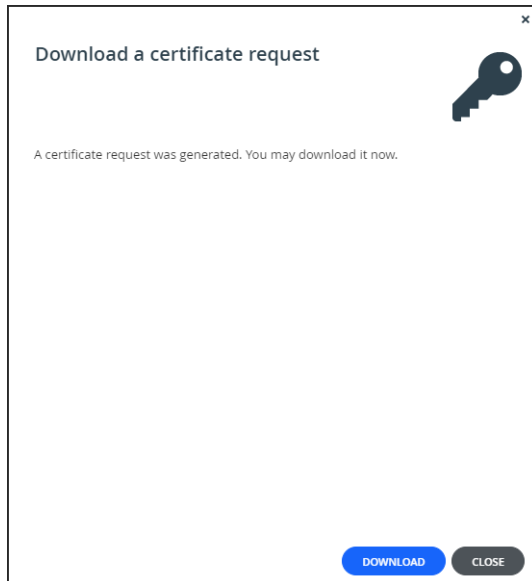 ×
Download a certificate request
A certificate request was generated. You may download it now.
DOWNLOAD CLOSE